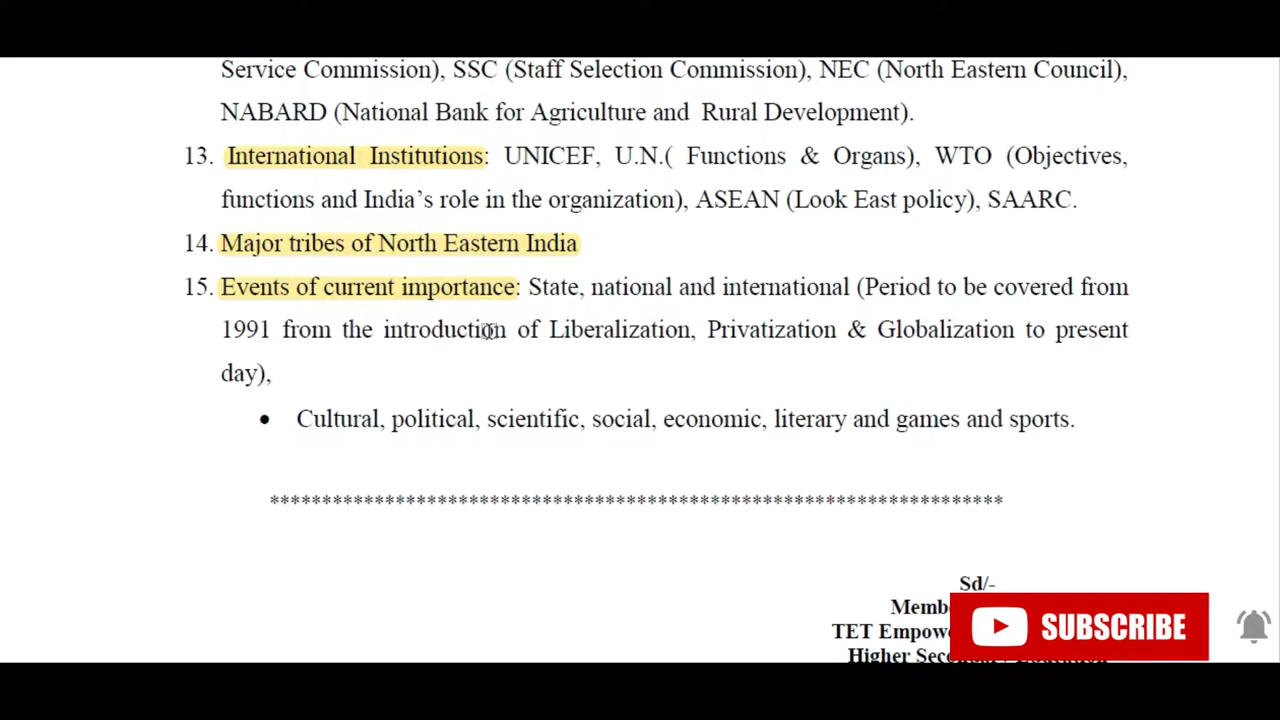 Service Commission), SSC (Staff Selection Commission), NEC (North Eastern Council),
NABARD (National Bank for Agriculture and Rural Development).
13. International Institutions: UNICEF, U.N.( Functions & Organs), WTO (Objectives,
functions and India's role in the organization), ASEAN (Look East policy), SAARC.
14. Major tribes of North Eastern India
15. Events of current importance: State, national and international (Period to be covered from
1991 from the introduction of Liberalization, Privatization & Globalization to present
day),
• Cultural, political, scientific, social, economic, literary and games and sports.
***********************************************************************
Sd/-
TET
Higher
SUBSCRIBE